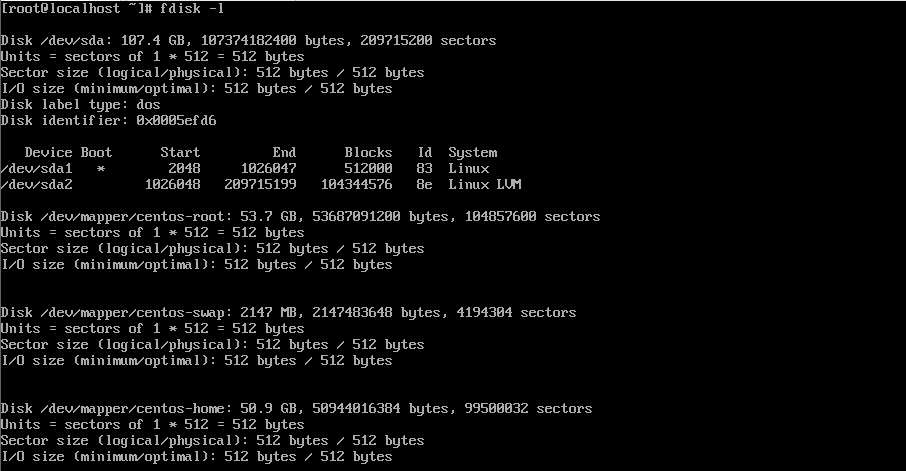 [root@localhost ~]# fdisk -l
Disk /dev/sda: 107.4 GB, 107374182400 bytes, 209715200 sectors
Units = sectors of 1 * 512 = 512 bytes
Sector size (logical/physical): 512 bytes / 512 bytes
I/O size (minimum/optimal): 512 bytes / 512 bytes
Disk label type: dos
Disk identifier: 0x0005efd6
   Device Boot      Start         End      Blocks   Id  System
/dev/sda1   *        2048     1026047      512000   83  Linux
/dev/sda2         1026048   209715199   104344576   8e  Linux LVM
Disk /dev/mapper/centos-root: 53.7 GB, 53687091200 bytes, 104857600 sectors
Units = sectors of 1 * 512 = 512 bytes
Sector size (logical/physical): 512 bytes / 512 bytes
I/O size (minimum/optimal): 512 bytes / 512 bytes
Disk /dev/mapper/centos-swap: 2147 MB, 2147483648 bytes, 4194304 sectors
Units = sectors of 1 * 512 = 512 bytes
Sector size (logical/physical): 512 bytes / 512 bytes
I/O size (minimum/optimal): 512 bytes / 512 bytes
Disk /dev/mapper/centos-home: 50.9 GB, 50944016384 bytes, 99500032 sectors
Units = sectors of 1 * 512 = 512 bytes
Sector size (logical/physical): 512 bytes / 512 bytes
I/O size (minimum/optimal): 512 bytes / 512 bytes